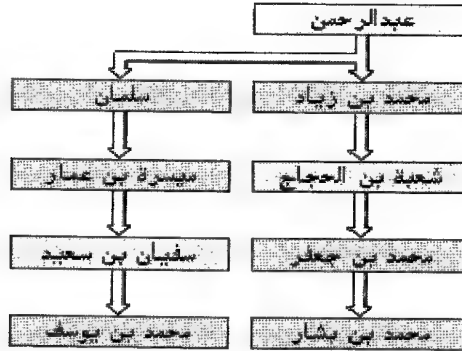 عبدالرحمن
محمد بن زياد
سلمان
شعبة بن الحجاج
ميسرة بن عمار
محمد بن جعفر
سفيان بن سعيد
محمد بن بشار
محمد بن يوسف